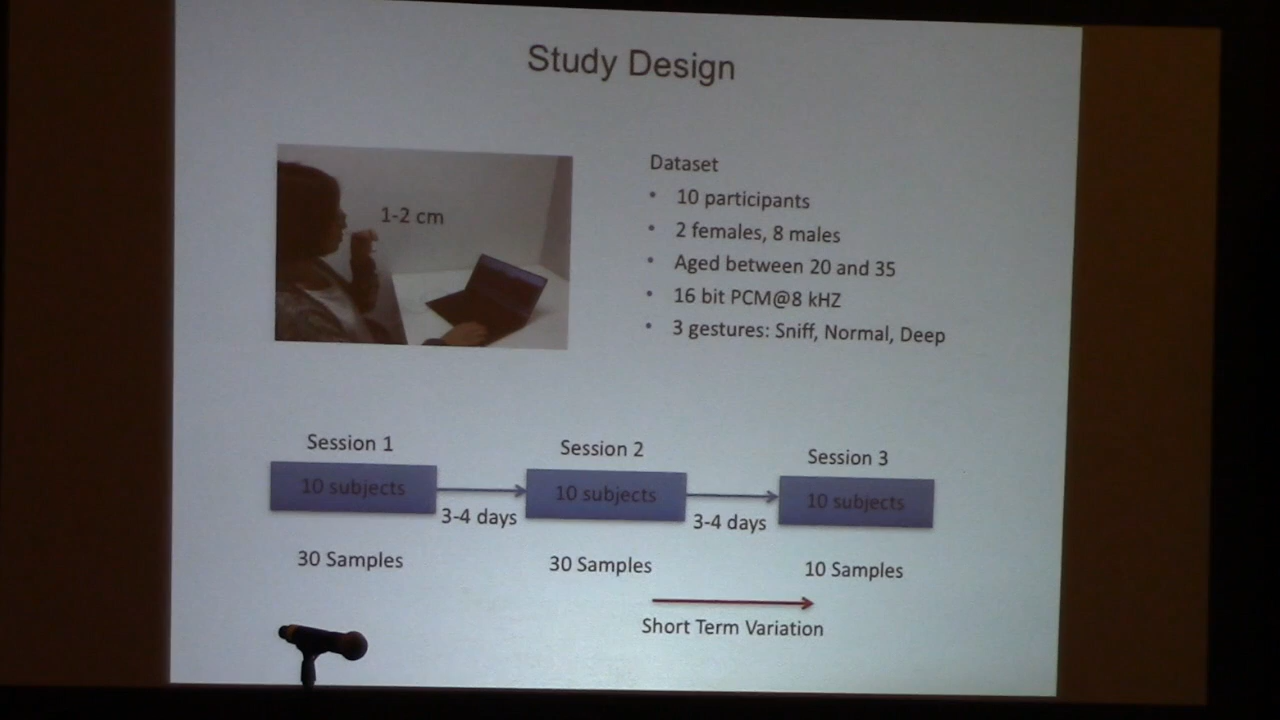 Study Design
1-2 cm
Dataset
• 10 participants
• 2 females, 8 males
• Aged between 20 and 35
• 16 bit PCM@8 kHZ
• 3 gestures: Sniff, Normal, Deep
Session 1
Session 2
Session 3
10 subjects
10 subjects
10 subjects
3-4 days
3-4 days
30 Samples
30 Samples
10 Samples
Short Term Variation